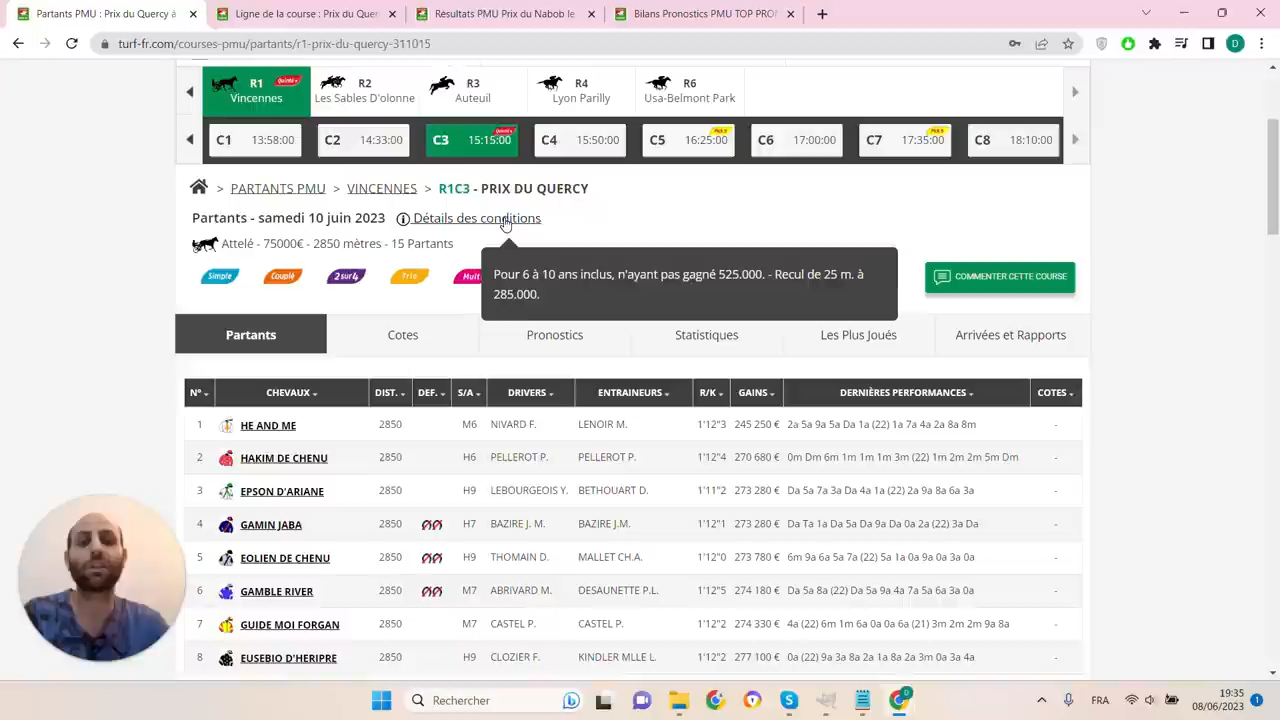 Partants PMU : Prix du Quercy ×
Ligne de la course : Prix du Quer ×
Résultats PMU Prix du Nabob le ×
Bilans Pronostics PMU TOP PRO ×
turf-fr.com/courses-pmu/partants/r1-prix-du-quercy-311015
R1 Quinté+ R2 R3 R4 R6
Vincennes Les Sables D'olonne Auteuil Lyon Parilly Usa-Belmont Park
C1 13:58:00 C2 14:33:00 C3 15:15:00 Quinté+ C4 15:50:00 C5 16:25:00 Pick 5 C6 17:00:00 C7 17:35:00 Pick 5 C8 18:10:00
> PARTANTS PMU > VINCENNES > R1C3 - PRIX DU QUERCY
Partants - samedi 10 juin 2023 Détails des conditions
Attelé - 75000€ - 2850 mètres - 15 Partants
Simple Couplé 2 sur 4 Trio Mult
Pour 6 à 10 ans inclus, n'ayant pas gagné 525.000. - Recul de 25 m. à
285.000.
COMMENTER CETTE COURSE
Partants Cotes Pronostics Statistiques Les Plus Joués Arrivées et Rapports
N° CHEVAUX DIST. DEF. S/A DRIVERS ENTRAINEURS R/K GAINS DERNIÈRES PERFORMANCES COTES
1 HE AND ME 2850 M6 NIVARD F. LENOIR M. 1'12"3 245 250 € 2a 5a 9a 5a Da 1a (22) 1a 7a 4a 2a 8a 8m -
2 HAKIM DE CHENU 2850 H6 PELLEROT P. PELLEROT P. 1'12"4 270 680 € 0m Dm 6m 1m 1m 1m 3m (22) 1m 2m 2m 5m Dm -
3 EPSON D'ARIANE 2850 H9 LEBOURGEOIS Y. BETHOUART D. 1'11"2 273 280 € Da 5a 7a 3a Da 4a 1a (22) 2a 9a 8a 6a 3a -
4 GAMIN JABA 2850 H7 BAZIRE J. M. BAZIRE J.M. 1'12"1 273 280 € Da Ta 1a Da 5a Da 9a Da 0a 2a (22) 3a Da -
5 EOLIEN DE CHENU 2850 H9 THOMAIN D. MALLET CH.A. 1'12"0 273 780 € 6m 9a 6a 5a 7a (22) 5a 1a 0a 9a 0a 3a 0a -
6 GAMBLE RIVER 2850 M7 ABRIVARD M. DESAUNETTE P.L. 1'12"5 274 180 € Da 5a 8a (22) Da 5a 9a 4a 7a 5a 6a 3a 0a -
7 GUIDE MOI FORGAN 2850 M7 CASTEL P. CASTEL P. 1'12"2 274 330 € 4a (22) 6m 1m 6a 0a 0a 6a (21) 3m 2m 2m 9a 8a -
8 EUSEBIO D'HERIPRE 2850 H9 CLOZIER F. KINDLER MLLE L. 1'12"2 277 100 € 0a (22) 9a 3a 8a 2a 1a 8a 2a 3m 0a 3a 4a -
Rechercher
FRA
19:35
08/06/2023